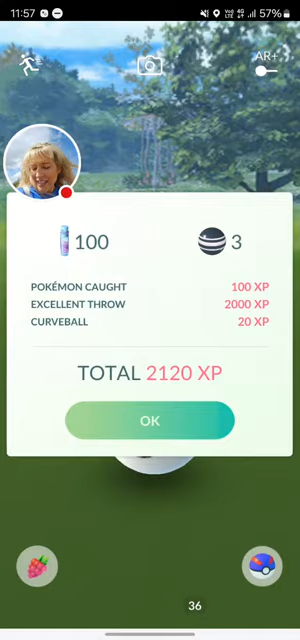 11:57
57%
AR+
100
3
POKÉMON CAUGHT 100 XP
EXCELLENT THROW 2000 XP
CURVEBALL 20 XP
TOTAL 2120 XP
OK
36